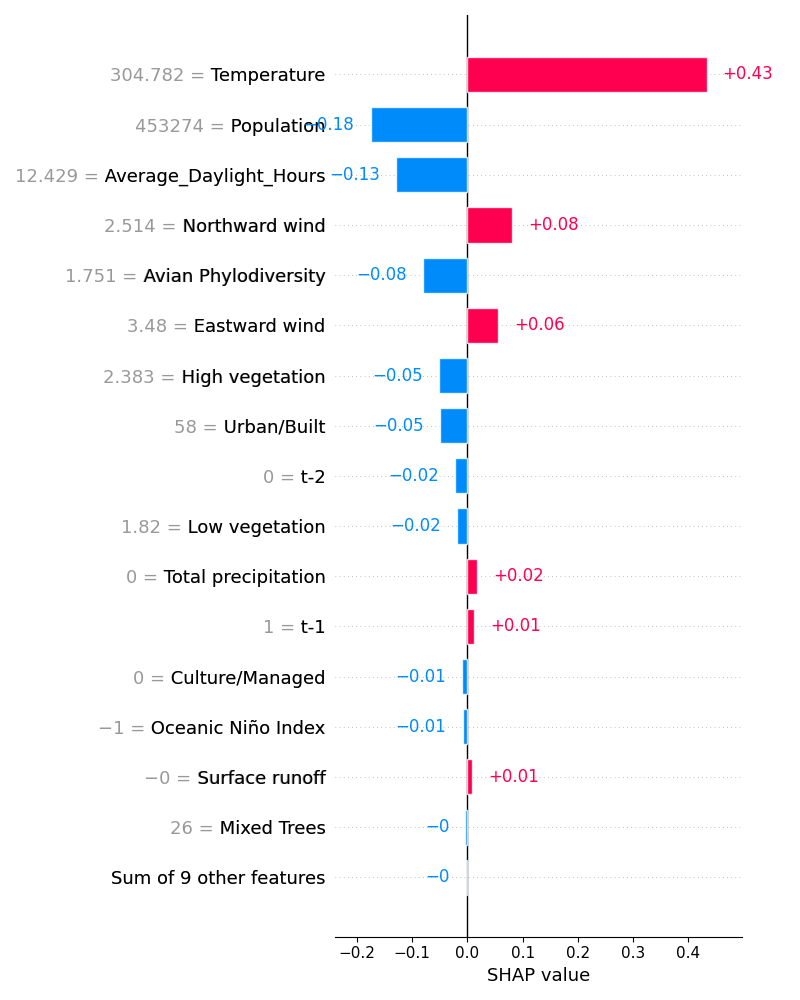 304.782 = Temperature +0.43
453274 = Population −0.18
12.429 = Average_Daylight_Hours −0.13
2.514 = Northward wind +0.08
1.751 = Avian Phylodiversity −0.08
3.48 = Eastward wind +0.06
2.383 = High vegetation −0.05
58 = Urban/Built −0.05
0 = t-2 −0.02
1.82 = Low vegetation −0.02
0 = Total precipitation +0.02
1 = t-1 +0.01
0 = Culture/Managed −0.01
−1 = Oceanic Niño Index −0.01
−0 = Surface runoff +0.01
26 = Mixed Trees −0
Sum of 9 other features −0
−0.2 −0.1 0.0 0.1 0.2 0.3 0.4
SHAP value